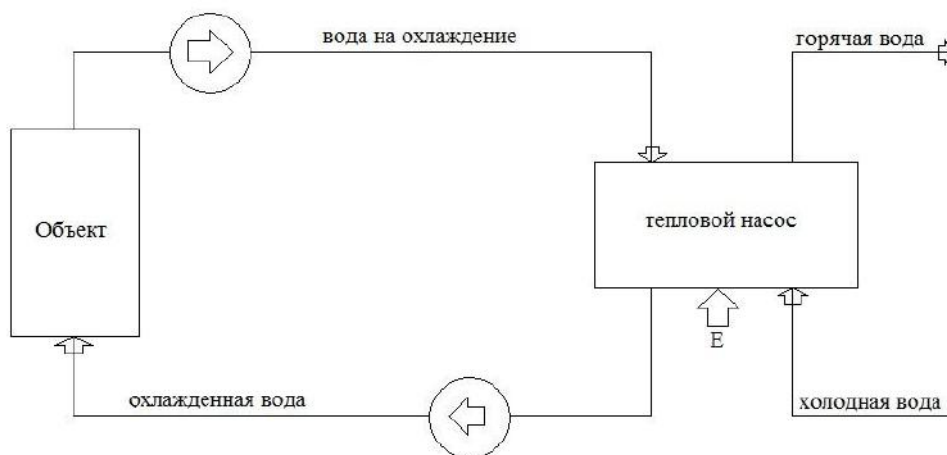 вода на охлаждение
горячая вода
Объект
тепловой насос
E
охлажденная вода
холодная вода